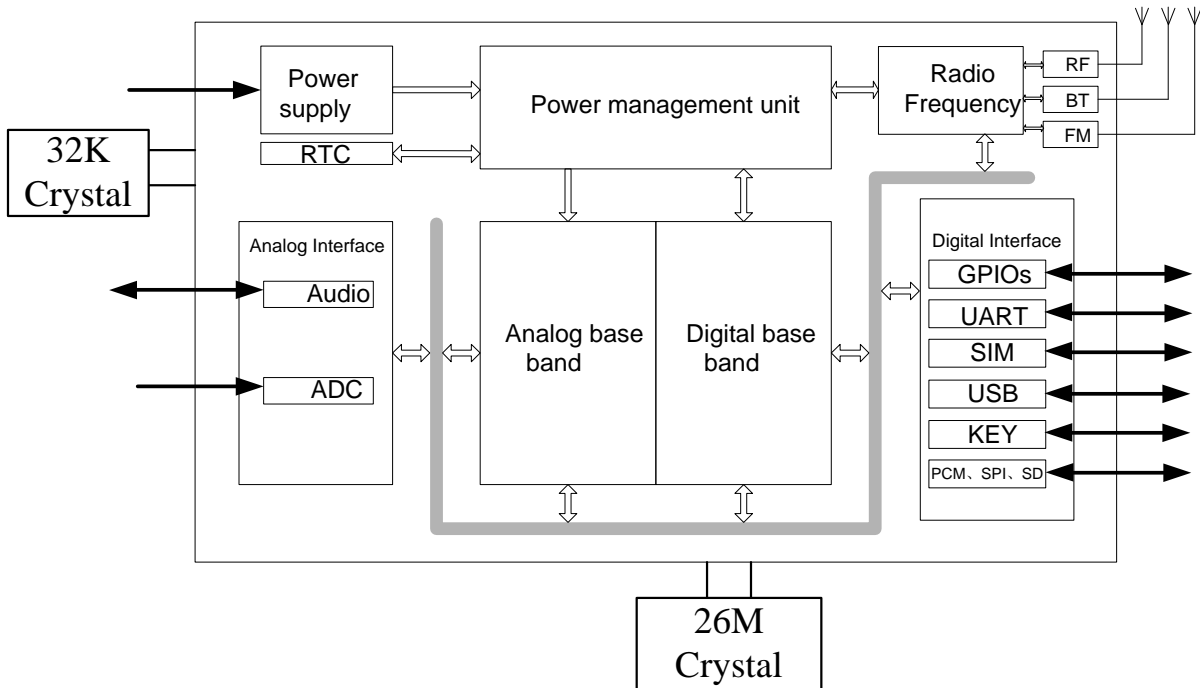 Power
supply
Power management unit
Radio
Frequency
RF
BT
FM
32K
Crystal
RTC
Analog Interface
Audio
ADC
Analog base
band
Digital base
band
Digital Interface
GPIOs
UART
SIM
USB
KEY
PCM、SPI、SD
26M
Crystal